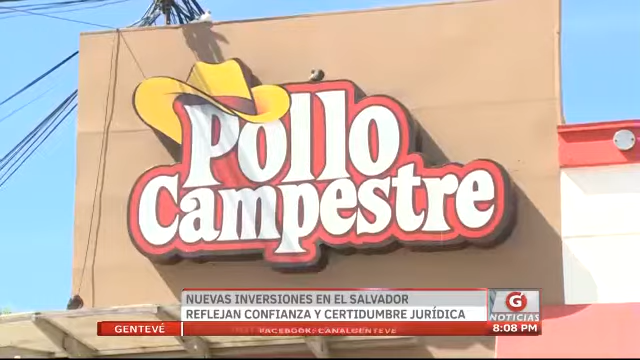 Pollo
Campestre
NUEVAS INVERSIONES EN EL SALVADOR
REFLEJAN CONFIANZA Y CERTIDUMBRE JURÍDICA
G
NOTICIAS
GENTEVÉ
FACEBOOK: CANALGENTEVE
8:08 PM